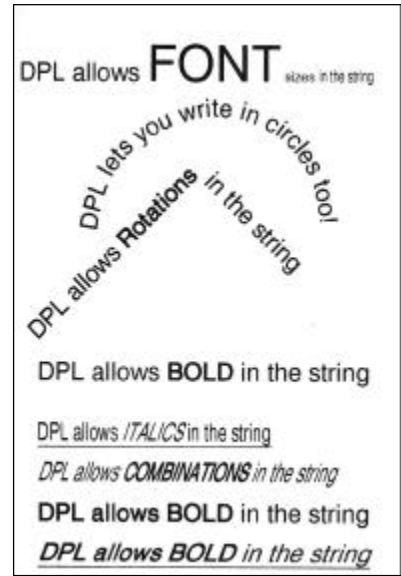 DPL allows FONT sizes in the string
DPL lets you write in circles too!
DPL allows Rotations in the string
DPL allows BOLD in the string
DPL allows ITALICS in the string
DPL allows COMBINATIONS in the string
DPL allows BOLD in the string
DPL allows BOLD in the string